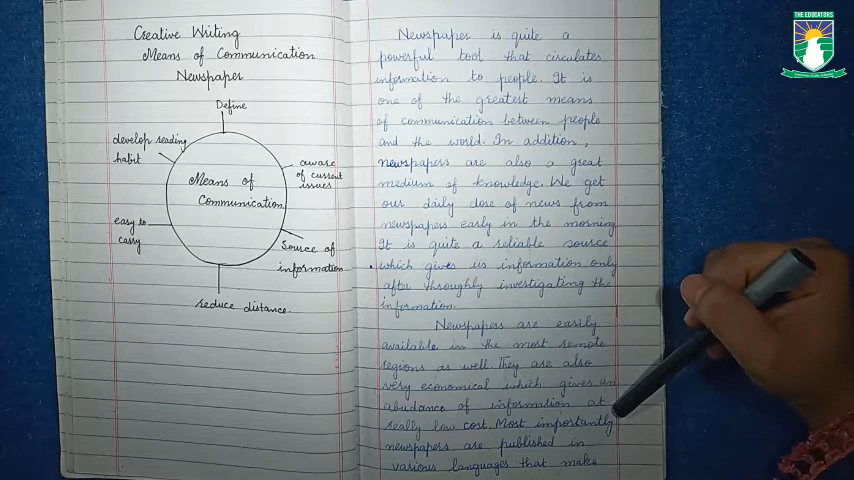 Creative Writing
Means of Communication
Newspaper
Define
develop reading
habit
aware
of current
issues
Means of
Communication
easy to
carry
Source of
information
reduce distance
Newspaper is quite a
powerful tool that circulates
information to people. It is
one of the greatest means
of communication between people
and the world. In addition,
newspapers are also a great
medium of knowledge. We get
our daily dose of news from
newspapers early in the morning
It is quite a reliable source
which gives us information only
after throughly investigating the
information.
Newspapers are easily
available in the most remote
regions as well. They are also
very economical which gives an
abudance of information at
really low cost. Most importantly
newspapers are published in
various languages that make
THE EDUCATORS